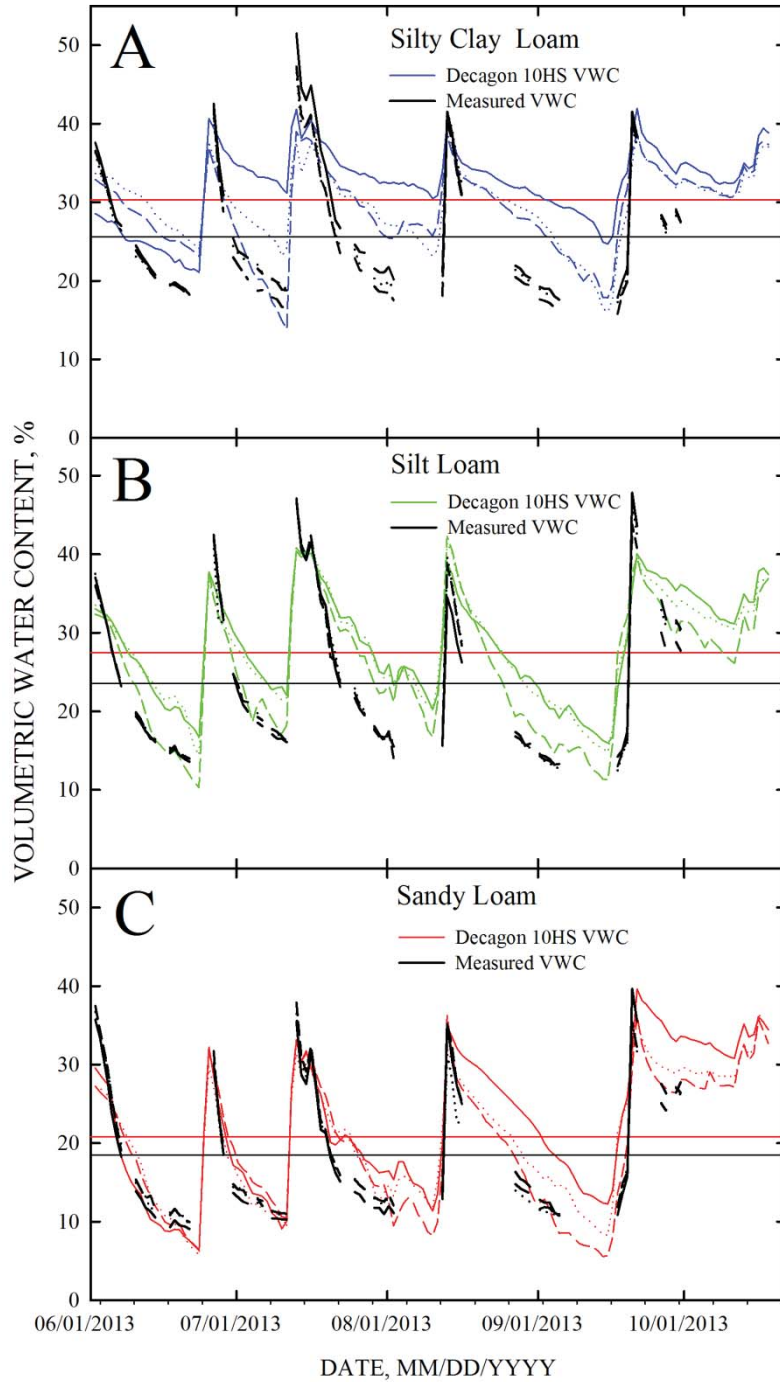 VOLUMETRIC WATER CONTENT, %
A
Silty Clay Loam
Decagon 10HS VWC
Measured VWC
50
40
30
20
10
0
B
Silt Loam
Decagon 10HS VWC
Measured VWC
50
40
30
20
10
0
C
Sandy Loam
Decagon 10HS VWC
Measured VWC
50
40
30
20
10
0
06/01/2013 07/01/2013 08/01/2013 09/01/2013 10/01/2013
DATE, MM/DD/YYYY